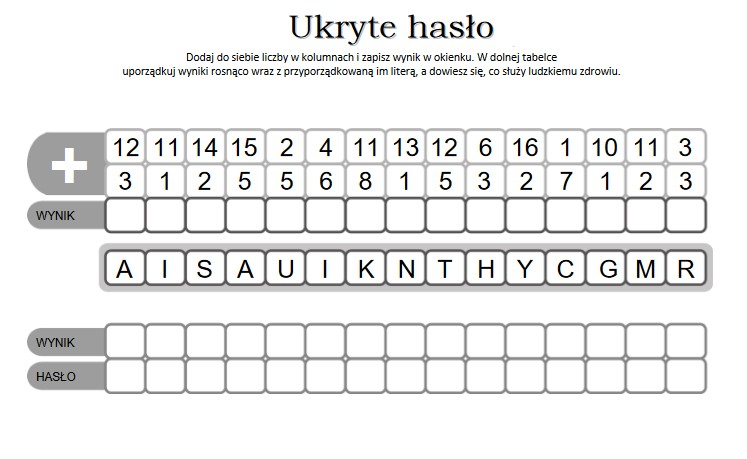 Ukryte hasło
Dodaj do siebie liczby w kolumnach i zapisz wynik w okienku. W dolnej tabelce
uporządkuj wyniki rosnąco wraz z przyporządkowaną im literą, a dowiesz się, co służy ludzkiemu zdrowiu.
+ 12 11 14 15 2 4 11 13 12 6 16 1 10 11 3
3 1 2 5 5 6 8 1 5 3 2 7 1 2 3
WYNIK
A I S A U I K N T H Y C G M R
WYNIK
HASŁO